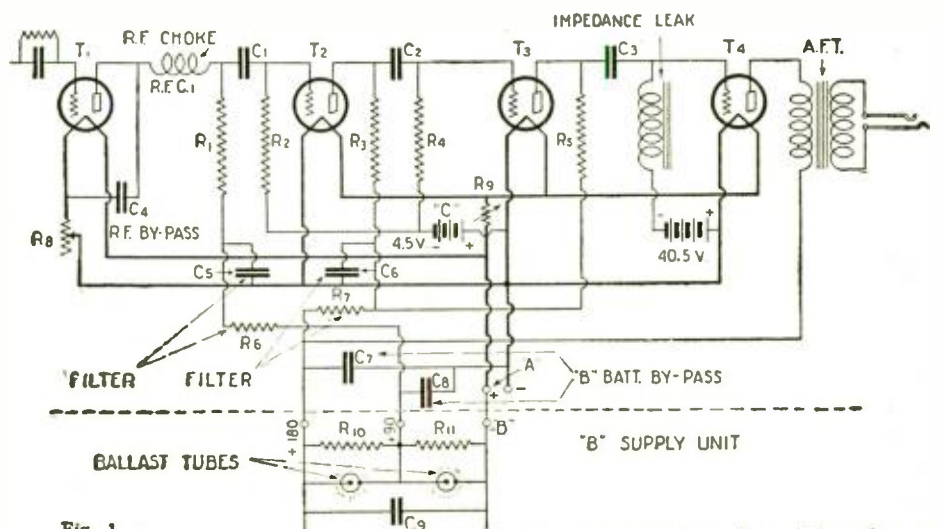 IMPEDANCE LEAK
T1
R.F. CHOKE
R.F.C.1
C1
T2
C2
T3
C3
T4
A.F.T.
R1
R2
R3
R4
R5
C4
R.F. BY-PASS
R8
R9
- C
4.5 V. - +
- +
40.5 V.
C5
C6
R7
R6
FILTER
FILTER
C7
C8
A
+ -
"B" BATT. BY-PASS
+180
+90
-B
R10
R11
"B" SUPPLY UNIT
BALLAST TUBES
C9
Fig. 1